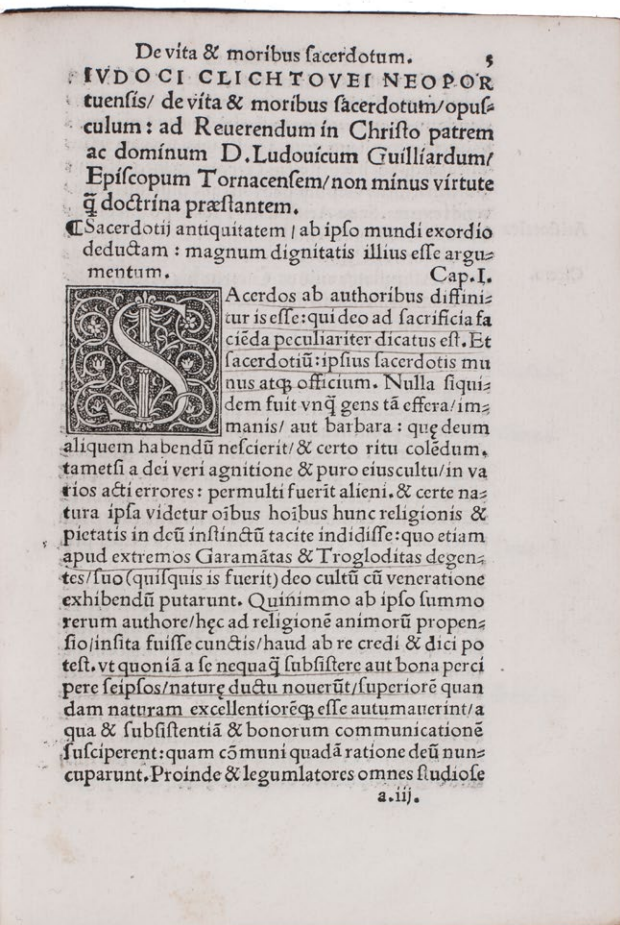 De vita & moribus sacerdotum. 5
IVDOCI CLICHTOVEI NEOPOR
tuensis/ de vita & moribus sacerdotum/opus⸗
culum : ad Reuerendum in Christo patrem
ac dominum D. Ludouicum Guilliardum/
Episcopum Tornacensem/non minus virtute
q̃ doctrina præstantem.
¶Sacerdotij antiquitatem / ab ipso mundi exordio
deductam : magnum dignitatis illius esse argu⸗
mentum. Cap.I.
SAcerdos ab authoribus diffini⸗
tur is esse: qui deo ad sacrificia fa
ciẽda peculiariter dicatus est. Et
sacerdotiũ: ipsius sacerdotis mu
nus atq; officium. Nulla siqui⸗
dem fuit vnq̃ gens tã effera/im⸗
manis/ aut barbara : quę deum
aliquem habendũ nescierit/ & certo ritu colẽdum.
tametsi a dei veri agnitione & puro eius cultu/in va
rios acti errores : permulti fuerĩt alieni. & certe na⸗
tura ipsa videtur oĩbus hoĩbus hunc religionis &
pietatis in deũ instinctũ tacite indidisse: quo etiam
apud extremos Garamãtas & Trogloditas degen⸗
tes/suo (quisquis is fuerit) deo cultũ cũ veneratione
exhibendũ putarunt. Quinimmo ab ipso summo
rerum authore/hęc ad religionẽ animorũ propen⸗
sio/insita fuisse cunctis/haud ab re credi & dici po
test. vt quoniã a se nequaq̃ subsistere aut bona perci
pere seipsos/naturę ductu nouerũt/superiorẽ quan
dam naturam excellentiorẽq; esse autumauerint/a
qua & subsistentiã & bonorum communicationẽ
susciperent: quam cõmuni quadã ratione deũ nun⸗
cuparunt. Proinde & legumlatores omnes studiose
a.iij.